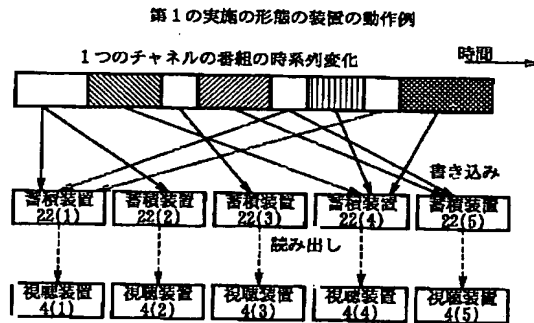 第1の実施の形態の装置の動作例
1つのチャネルの番組の時系列変化
時間
書き込み
蓄積装置 蓄積装置 蓄積装置 蓄積装置 蓄積装置
22(1) 22(2) 22(3) 22(4) 22(5)
読み出し
視聴装置 視聴装置 視聴装置 視聴装置 視聴装置
4(1) 4(2) 4(3) 4(4) 4(5)